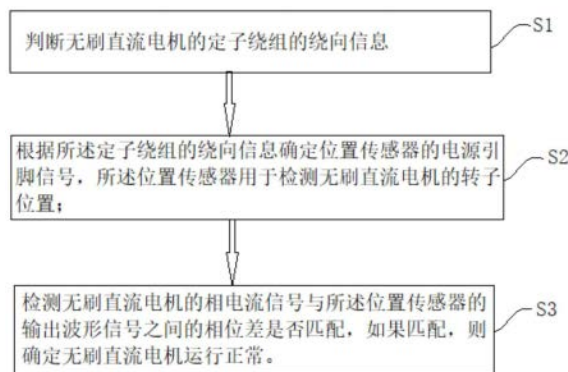 判断无刷直流电机的定子绕组的绕向信息
S1
根据所述定子绕组的绕向信息确定位置传感器的电源引
脚信号，所述位置传感器用于检测无刷直流电机的转子
位置；
S2
检测无刷直流电机的相电流信号与所述位置传感器的
输出波形信号之间的相位差是否匹配，如果匹配，则
确定无刷直流电机运行正常。
S3